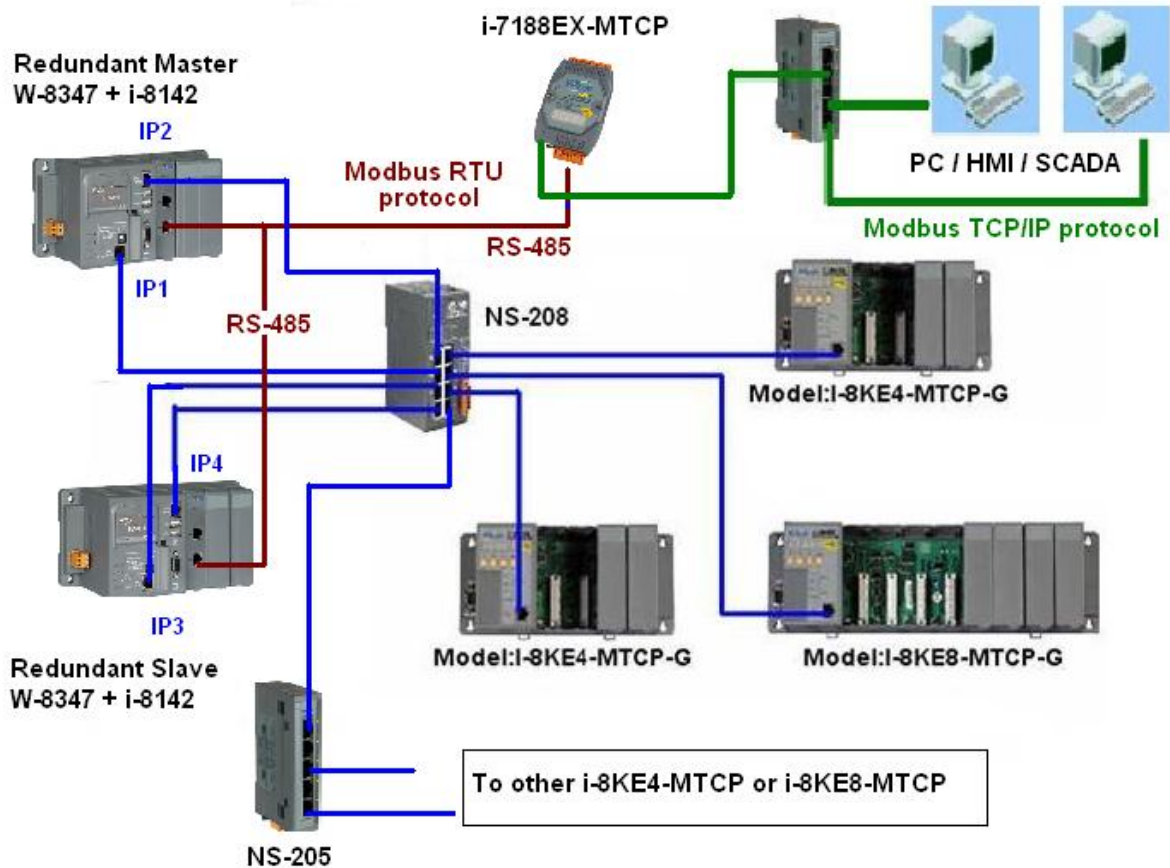 i-7188EX-MTCP
Redundant Master
W-8347 + i-8142
IP2
Modbus RTU
protocol
PC / HMI / SCADA
Modbus TCP/IP protocol
RS-485
IP1
NS-208
RS-485
Model:I-8KE4-MTCP-G
IP4
IP3
Model:I-8KE4-MTCP-G
Model:I-8KE8-MTCP-G
Redundant Slave
W-8347 + i-8142
To other i-8KE4-MTCP or i-8KE8-MTCP
NS-205